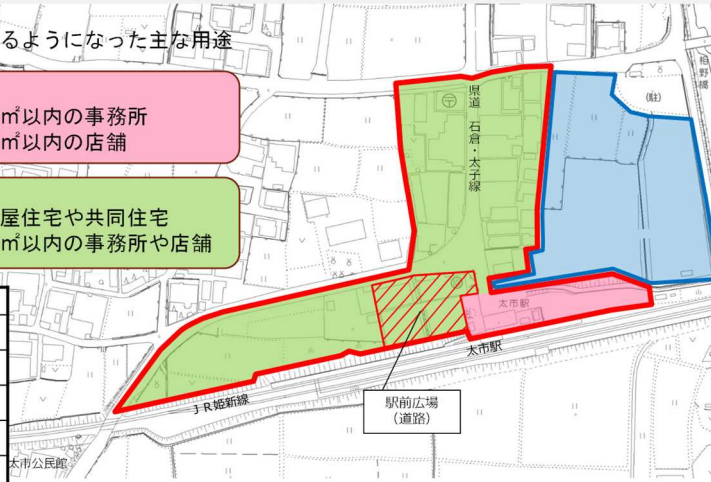 るようになった主な用途
㎡以内の事務所
㎡以内の店舗
屋住宅や共同住宅
㎡以内の事務所や店舗
県道 石倉・太子線
相野橋
(駐)
太市駅
太市駅
JR姫新線
駅前広場
(道路)
太市公民館